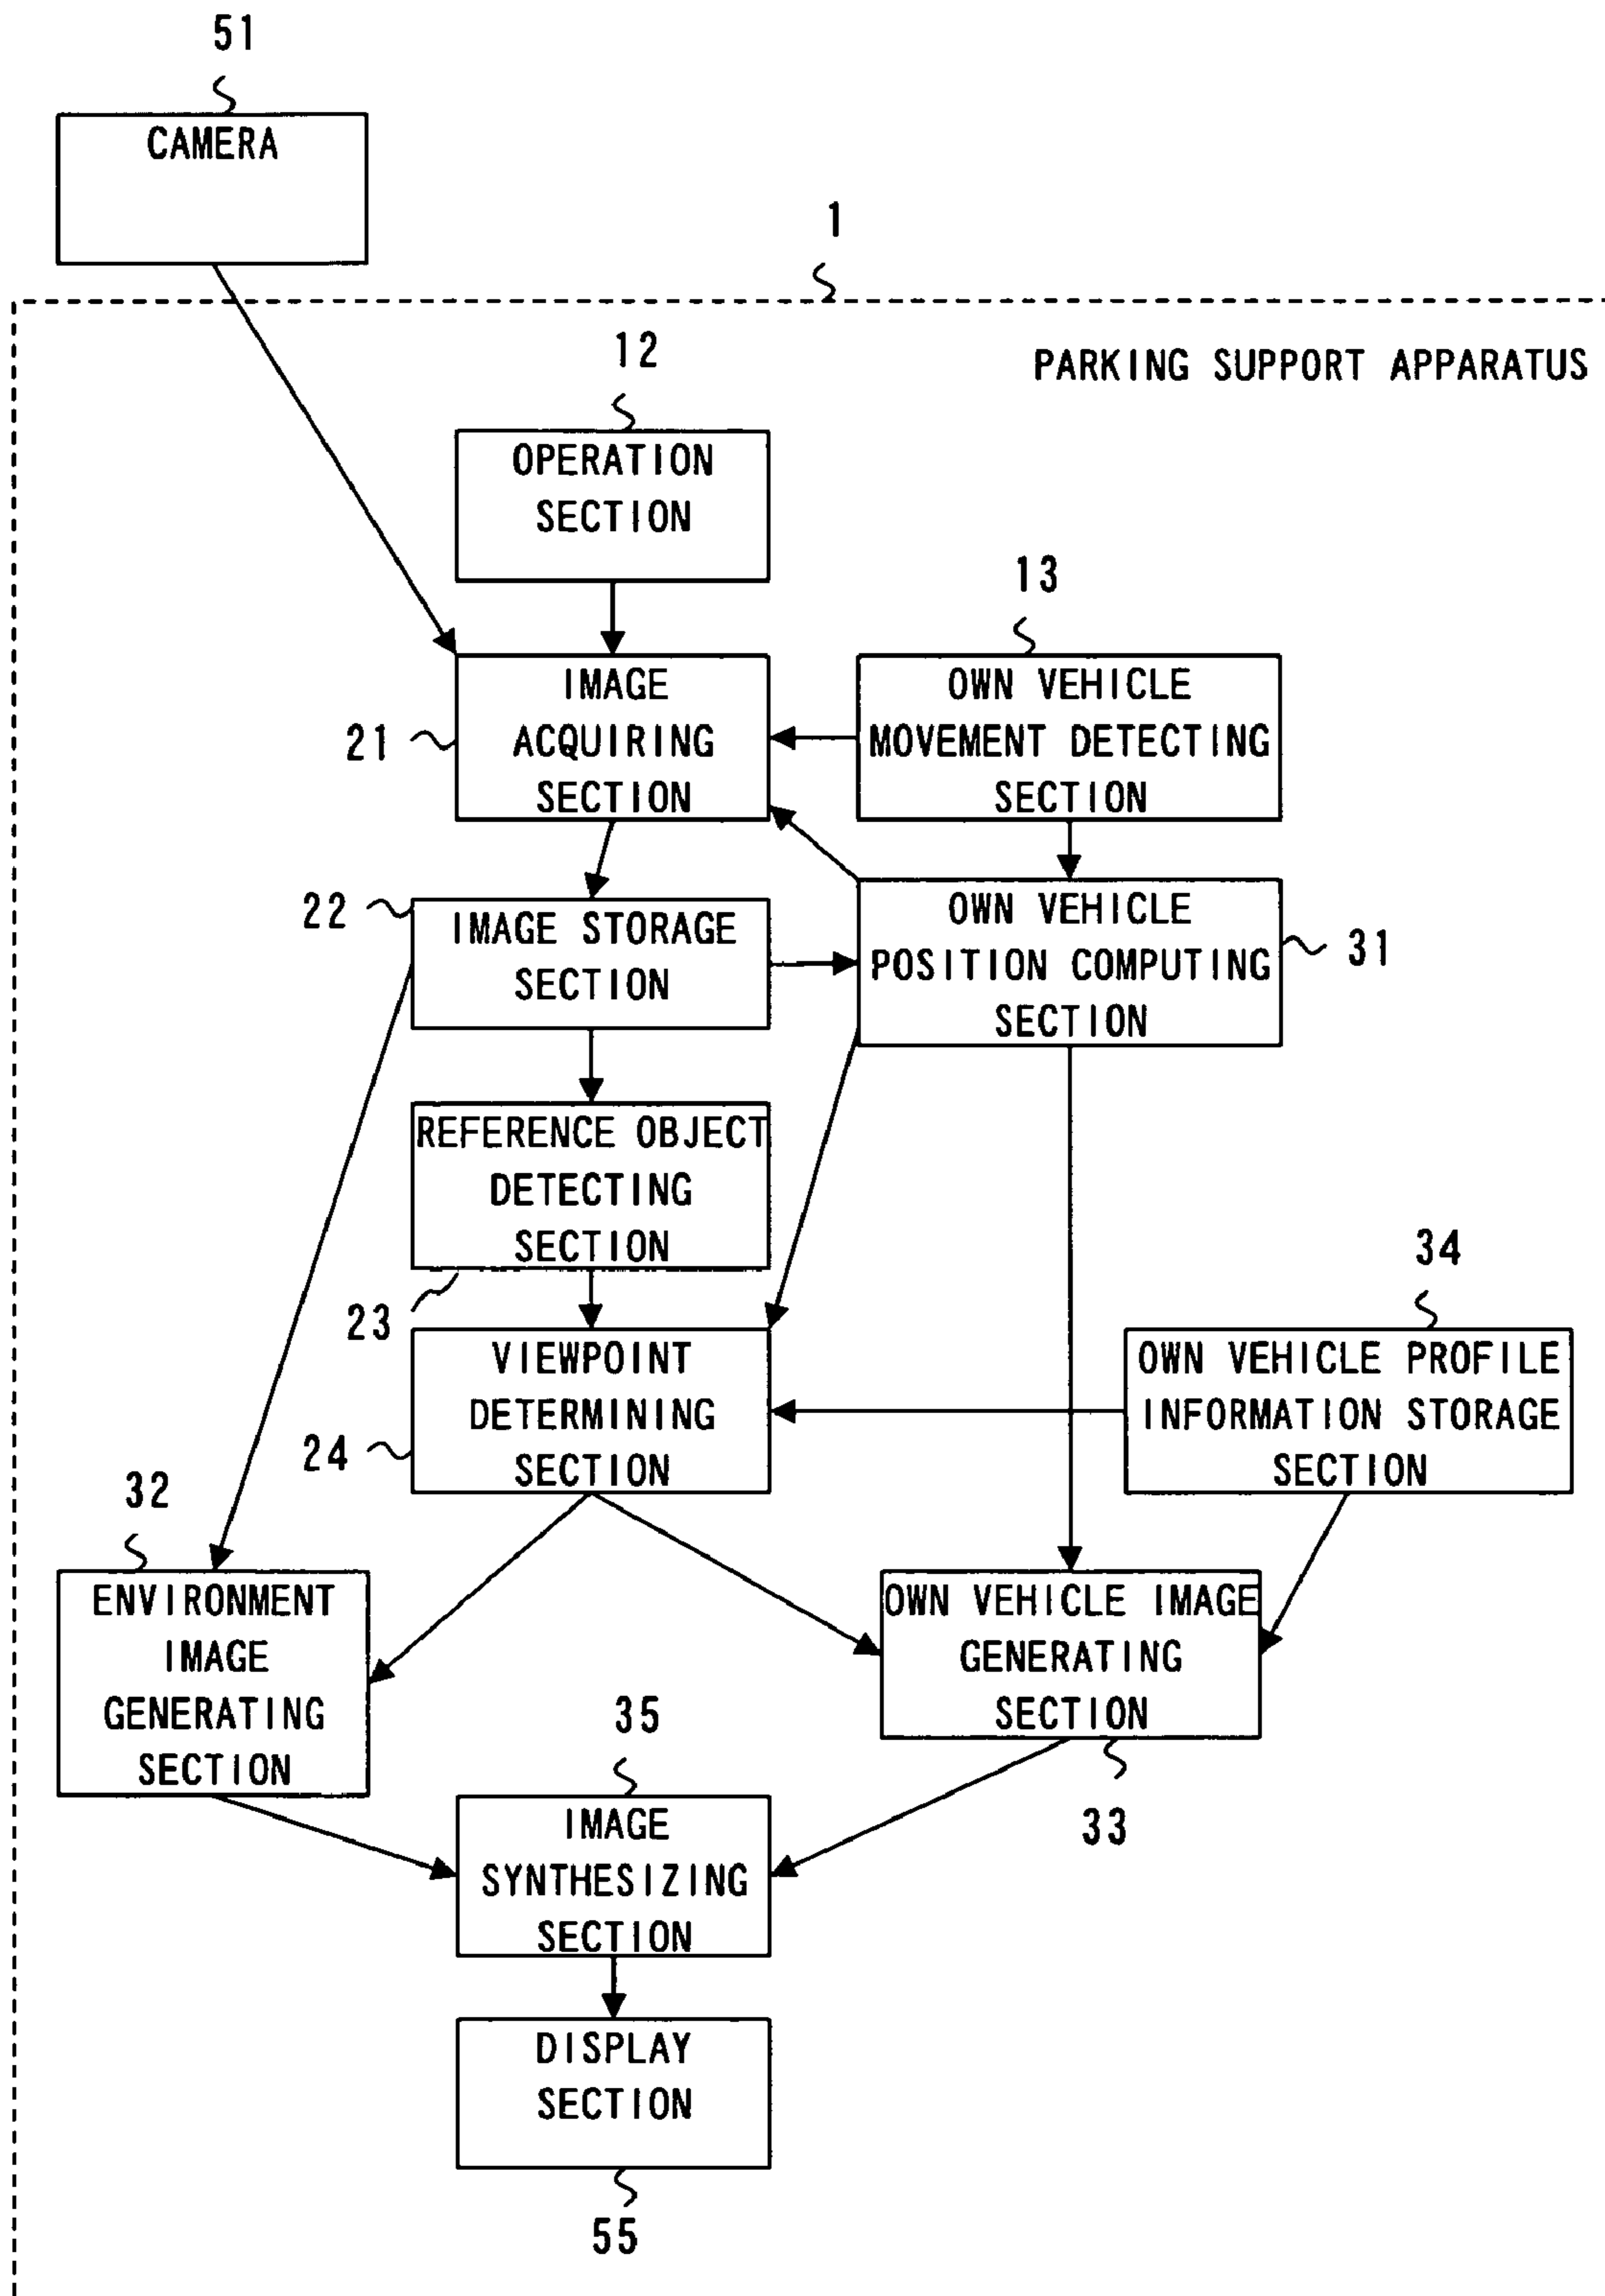 51
CAMERA
1
PARKING SUPPORT APPARATUS
12
OPERATION
SECTION
13
IMAGE
ACQUIRING
SECTION
21
OWN VEHICLE
MOVEMENT DETECTING
SECTION
22
IMAGE STORAGE
SECTION
OWN VEHICLE
POSITION COMPUTING
SECTION
31
REFERENCE OBJECT
DETECTING
SECTION
23
34
VIEWPOINT
DETERMINING
SECTION
24
OWN VEHICLE PROFILE
INFORMATION STORAGE
SECTION
32
ENVIRONMENT
IMAGE
GENERATING
SECTION
OWN VEHICLE IMAGE
GENERATING
SECTION
33
35
IMAGE
SYNTHESIZING
SECTION
DISPLAY
SECTION
55